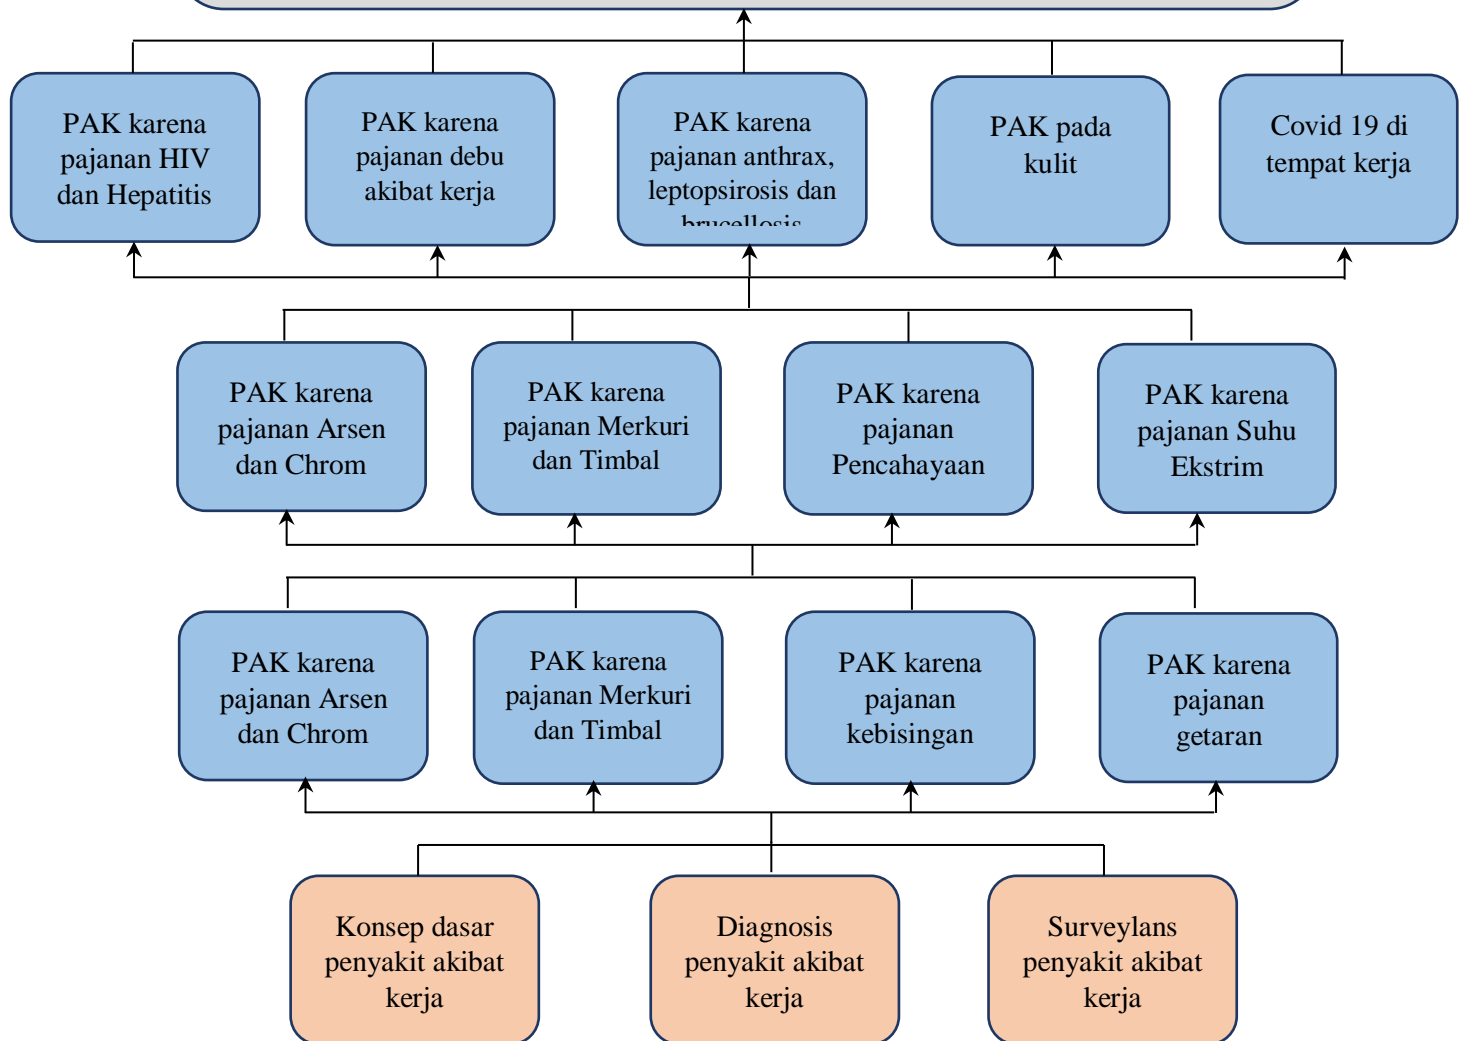 PAK karena
pajanan HIV
dan Hepatitis
PAK karena
pajanan debu
akibat kerja
PAK karena
pajanan anthrax,
leptopsirosis dan
brucellosis
PAK pada
kulit
Covid 19 di
tempat kerja
PAK karena
pajanan Arsen
dan Chrom
PAK karena
pajanan Merkuri
dan Timbal
PAK karena
pajanan
Pencahayaan
PAK karena
pajanan Suhu
Ekstrim
PAK karena
pajanan Arsen
dan Chrom
PAK karena
pajanan Merkuri
dan Timbal
PAK karena
pajanan
kebisingan
PAK karena
pajanan
getaran
Konsep dasar
penyakit akibat
kerja
Diagnosis
penyakit akibat
kerja
Surveylans
penyakit akibat
kerja